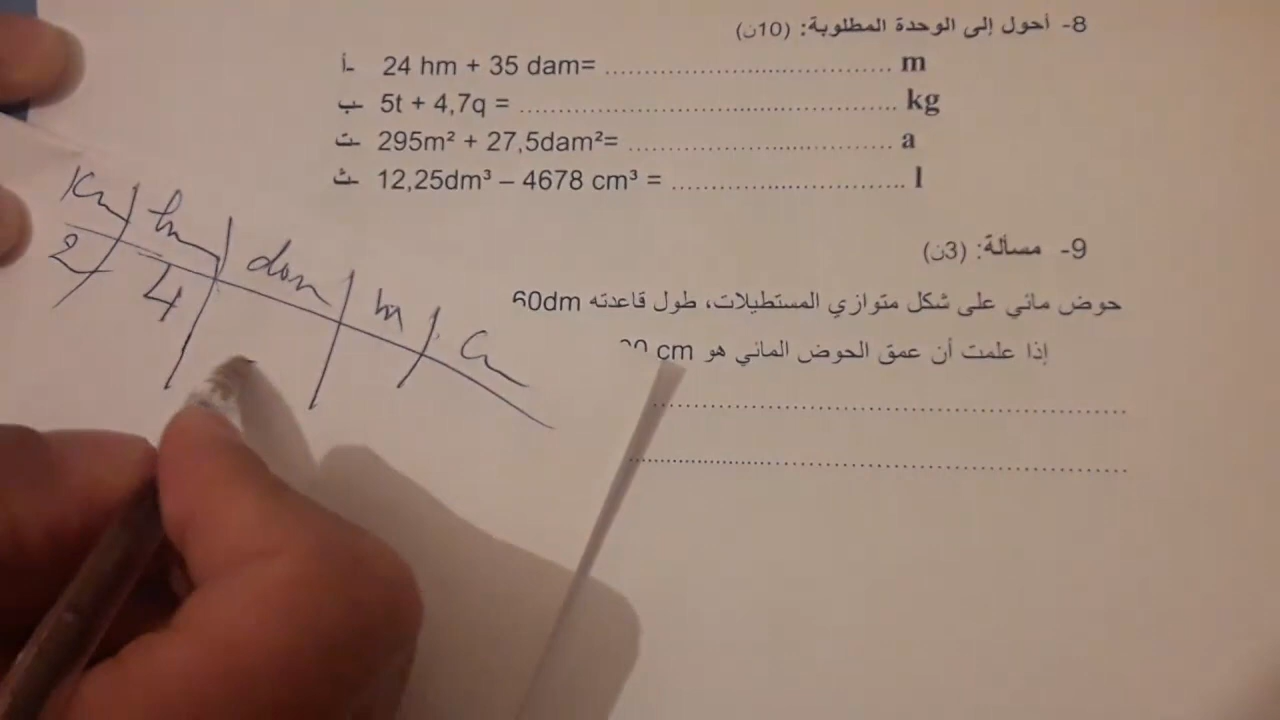 8- أحول إلى الوحدة المطلوبة: (10ن)
أ- 24 hm + 35 dam= ........................................ m
ب- 5t + 4,7q = ........................................ kg
ت- 295m² + 27,5dam²= ........................................ a
ث- 12,25dm³ – 4678 cm³ = ........................................ l
9- مسألة: (3ن)
حوض مائي على شكل متوازي المستطيلات، طول قاعدته 60dm
إذا علمت أن عمق الحوض المائي هو cm
km hm dam m cm
2 4